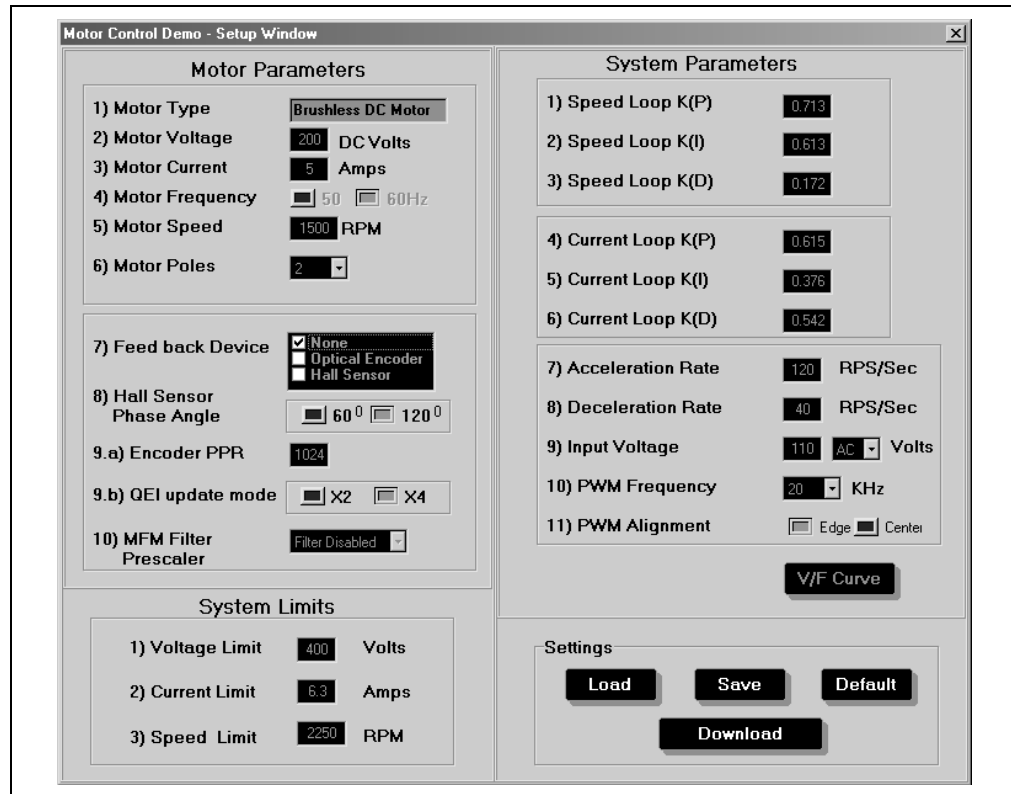 Motor Control Demo - Setup Window
Motor Parameters
1) Motor Type Brushless DC Motor
2) Motor Voltage 200 DC Volts
3) Motor Current 5 Amps
4) Motor Frequency 50 60Hz
5) Motor Speed 1500 RPM
6) Motor Poles 2
7) Feed back Device None
Optical Encoder
Hall Sensor
8) Hall Sensor
Phase Angle 60⁰ 120⁰
9.a) Encoder PPR 1024
9.b) QEI update mode X2 X4
10) MFM Filter
Prescaler Filter Disabled
System Limits
1) Voltage Limit 400 Volts
2) Current Limit 6.3 Amps
3) Speed Limit 2250 RPM
System Parameters
1) Speed Loop K(P) 0.713
2) Speed Loop K(I) 0.613
3) Speed Loop K(D) 0.172
4) Current Loop K(P) 0.615
5) Current Loop K(I) 0.376
6) Current Loop K(D) 0.542
7) Acceleration Rate 120 RPS/Sec
8) Deceleration Rate 40 RPS/Sec
9) Input Voltage 110 AC Volts
10) PWM Frequency 20 KHz
11) PWM Alignment Edge Center
V/F Curve
Settings
Load Save Default
Download